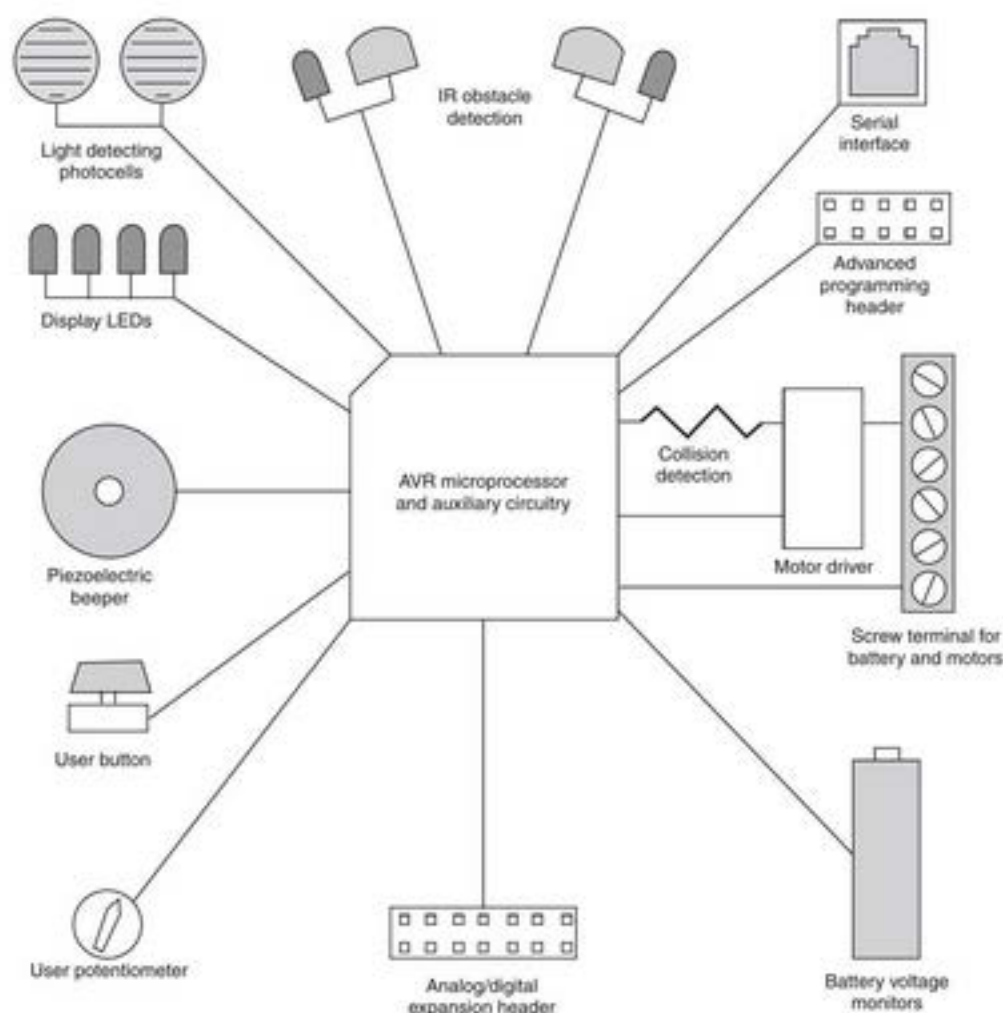 IR obstacle
detection
Light detecting
photocells
Serial
interface
Display LEDs
Advanced
programming
header
AVR microprocessor
and auxiliary circuitry
Collision
detection
Motor driver
Piezoelectric
beeper
Screw terminal for
battery and motors
User button
User potentiometer
Analog/digital
expansion header
Battery voltage
monitors